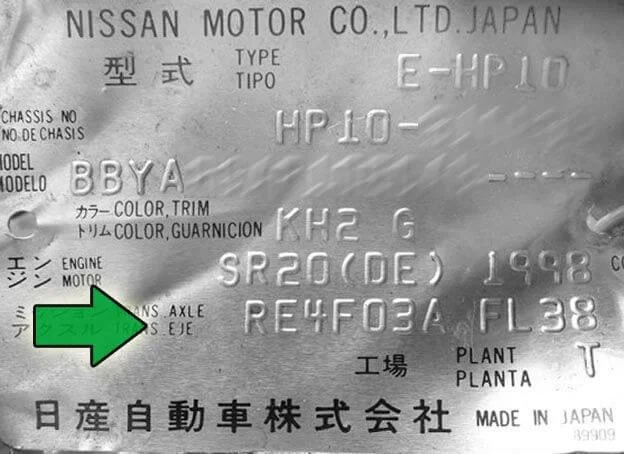 NISSAN MOTOR CO.,LTD.JAPAN
型式 TYPE TIPO E-HP10
CHASSIS NO
NO.DE CHASIS HP10-
MODEL
MODELO BBYA
カラー COLOR,TRIM
トリム COLOR,GUARNICION KH2 G
エンジン ENGINE MOTOR SR20(DE) 1998 CC
AXLE
EJE RE4F03A FL38
工場 PLANT PLANTA T
日産自動車株式会社 MADE IN JAPAN
89909